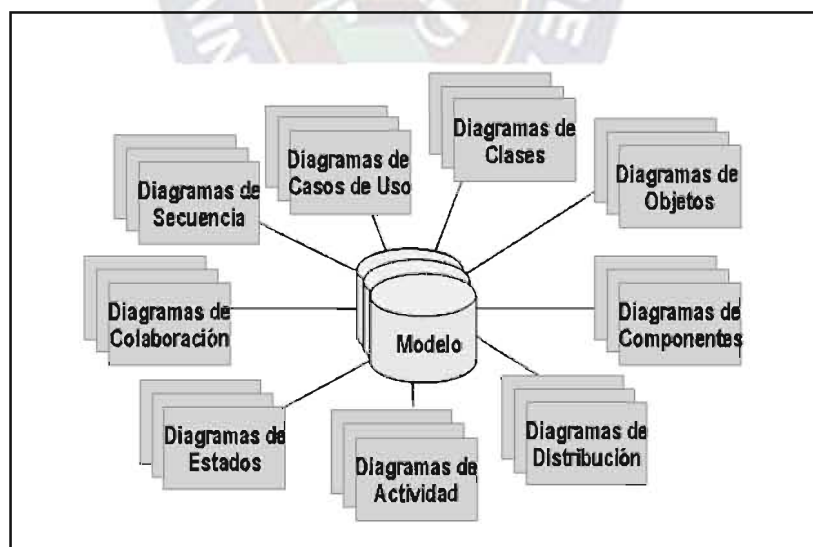 Diagramas de
Clases
Diagramas de
Casos de Uso
Diagramas de
Objetos
Diagramas de
Secuencia
Diagramas de
Colaboración
Modelo
Diagramas de
Componentes
Diagramas de
Estados
Diagramas de
Actividad
Diagramas de
Distribución